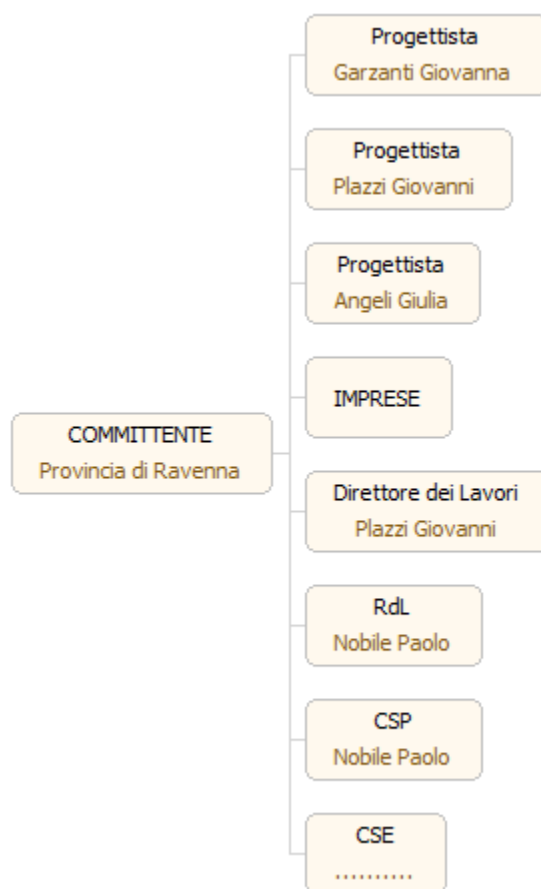 Progettista
Garzanti Giovanna
Progettista
Plazzi Giovanni
Progettista
Angeli Giulia
IMPRESE
COMMITTENTE
Provincia di Ravenna
Direttore dei Lavori
Plazzi Giovanni
RdL
Nobile Paolo
CSP
Nobile Paolo
CSE
..........